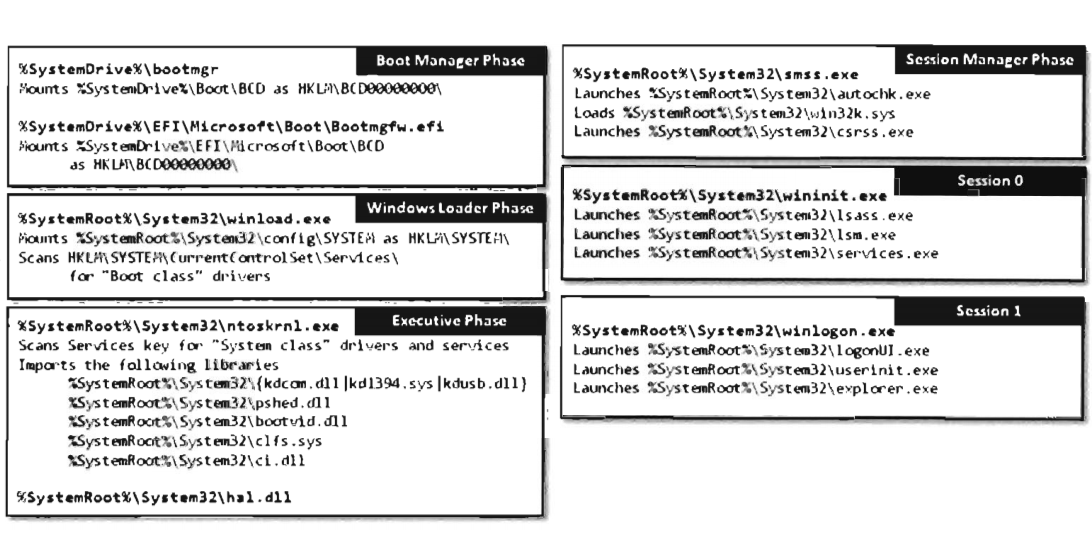 Boot Manager Phase
%SystemDrive%\bootmgr
Mounts %SystemDrive%\Boot\BCD as HKLM\BCD00000000\
%SystemDrive%\EFI\Microsoft\Boot\Bootmgfw.efi
Mounts %SystemDrive%\EFI\Microsoft\Boot\BCD
as HKLM\BCD00000000\
Windows Loader Phase
%SystemRoot%\System32\winload.exe
Mounts %SystemRoot%\System32\config\SYSTEM as HKLM\SYSTEM\
Scans HKLM\SYSTEM\CurrentControlSet\Services\
for "Boot class" drivers
Executive Phase
%SystemRoot%\System32\ntoskrnl.exe
Scans Services key for "System class" drivers and services
Imports the following libraries
%SystemRoot%\System32\{kdcom.dll|kd1394.sys|kdusb.dll}
%SystemRoot%\System32\pshed.dll
%SystemRoot%\System32\bootvid.dll
%SystemRoot%\System32\clfs.sys
%SystemRoot%\System32\ci.dll
%SystemRoot%\System32\hal.dll
Session Manager Phase
%SystemRoot%\System32\smss.exe
Launches %SystemRoot%\System32\autochk.exe
Loads %SystemRoot%\System32\win32k.sys
Launches %SystemRoot%\System32\csrss.exe
Session 0
%SystemRoot%\System32\wininit.exe
Launches %SystemRoot%\System32\lsass.exe
Launches %SystemRoot%\System32\lsm.exe
Launches %SystemRoot%\System32\services.exe
Session 1
%SystemRoot%\System32\winlogon.exe
Launches %SystemRoot%\System32\logonUI.exe
Launches %SystemRoot%\System32\userinit.exe
Launches %SystemRoot%\System32\explorer.exe